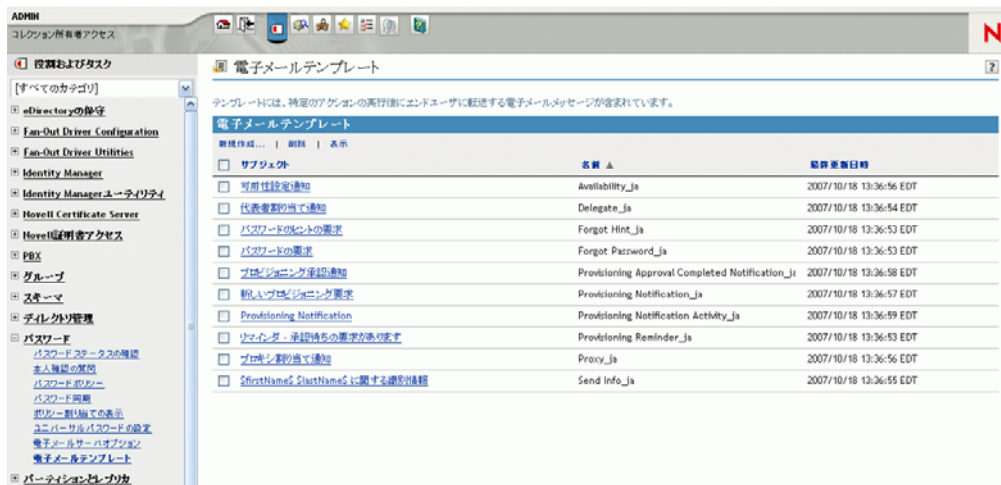 ADMIN
コレクション所有者アクセス
N
役割およびタスク
[すべてのカテゴリ]
eDirectoryの保守
Fan-Out Driver Configuration
Fan-Out Driver Utilities
Identity Manager
Identity Managerユーティリティ
Novell Certificate Server
Novell証明書アクセス
PBX
グループ
スキーマ
ディレクトリ管理
パスワード
パスワードステータスの確認
本人確認の質問
パスワードポリシー
パスワード同期
ポリシー割り当ての表示
ユニバーサルパスワードの設定
電子メールサーバオプション
電子メールテンプレート
パーティションとレプリカ
電子メールテンプレート
?
テンプレートには、特定のアクションの実行後にエンドユーザに転送する電子メールメッセージが含まれています。
電子メールテンプレート
新規作成... | 削除 | 表示
サブジェクト 名前 最終更新日時
可用性設定通知 Availability_ja 2007/10/18 13:36:56 EDT
代表者割り当て通知 Delegate_ja 2007/10/18 13:36:54 EDT
パスワードのヒントの要求 Forgot Hint_ja 2007/10/18 13:36:53 EDT
パスワードの要求 Forgot Password_ja 2007/10/18 13:36:53 EDT
プロビジョニング承認通知 Provisioning Approval Completed Notification_ja 2007/10/18 13:36:58 EDT
新しいプロビジョニング要求 Provisioning Notification_ja 2007/10/18 13:36:57 EDT
Provisioning Notification Provisioning Notification Activity_ja 2007/10/18 13:36:59 EDT
リマインダ - 承認待ちの要求があります Provisioning Reminder_ja 2007/10/18 13:36:53 EDT
プロキシ割り当て通知 Proxy_ja 2007/10/18 13:36:56 EDT
$firstName$ $lastName$ に関する識別情報 Send Info_ja 2007/10/18 13:36:55 EDT